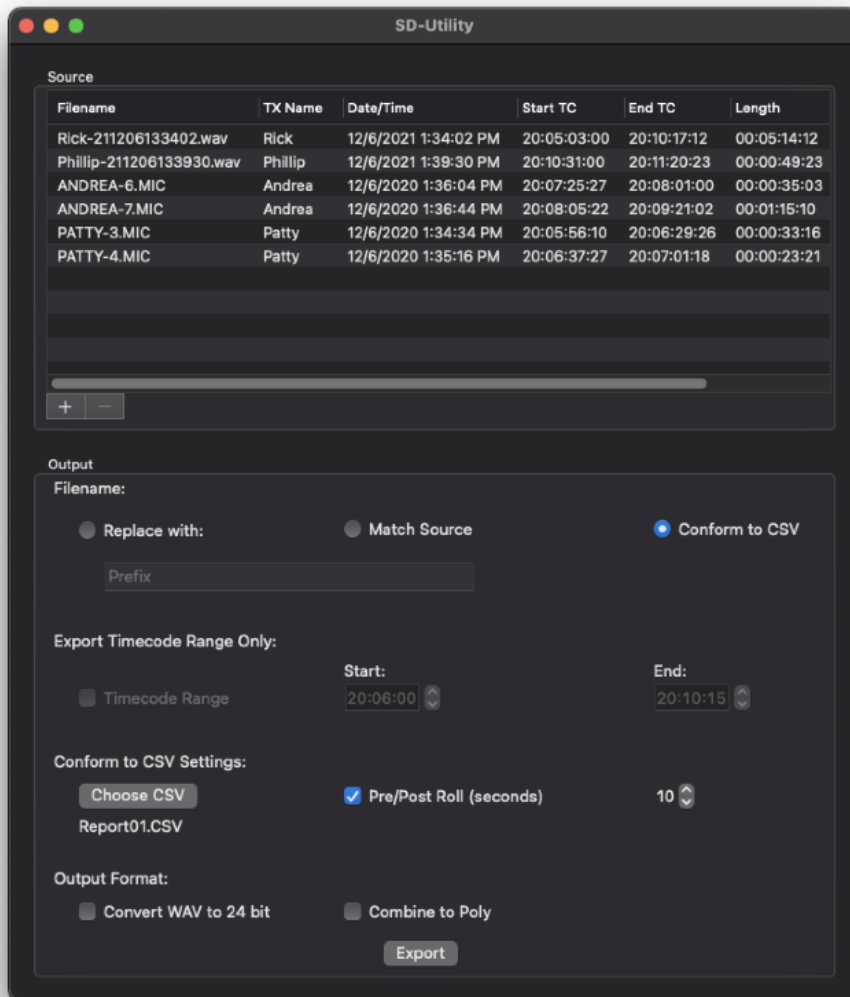 SD-Utility
Source
Filename TX Name Date/Time Start TC End TC Length
Rick-211206133402.wav Rick 12/6/2021 1:34:02 PM 20:05:03:00 20:10:17:12 00:05:14:12
Phillip-211206133930.wav Phillip 12/6/2021 1:39:30 PM 20:10:31:00 20:11:20:23 00:00:49:23
ANDREA-6.MIC Andrea 12/6/2020 1:36:04 PM 20:07:25:27 20:08:01:00 00:00:35:03
ANDREA-7.MIC Andrea 12/6/2020 1:36:44 PM 20:08:05:22 20:09:21:02 00:01:15:10
PATTY-3.MIC Patty 12/6/2020 1:34:34 PM 20:05:56:10 20:06:29:26 00:00:33:16
PATTY-4.MIC Patty 12/6/2020 1:35:16 PM 20:06:37:27 20:07:01:18 00:00:23:21
+ −
Output
Filename:
Replace with: Match Source Conform to CSV
Prefix
Export Timecode Range Only:
Start: End:
Timecode Range 20:06:00 20:10:15
Conform to CSV Settings:
Choose CSV Pre/Post Roll (seconds) 10
Report01.CSV
Output Format:
Convert WAV to 24 bit Combine to Poly
Export